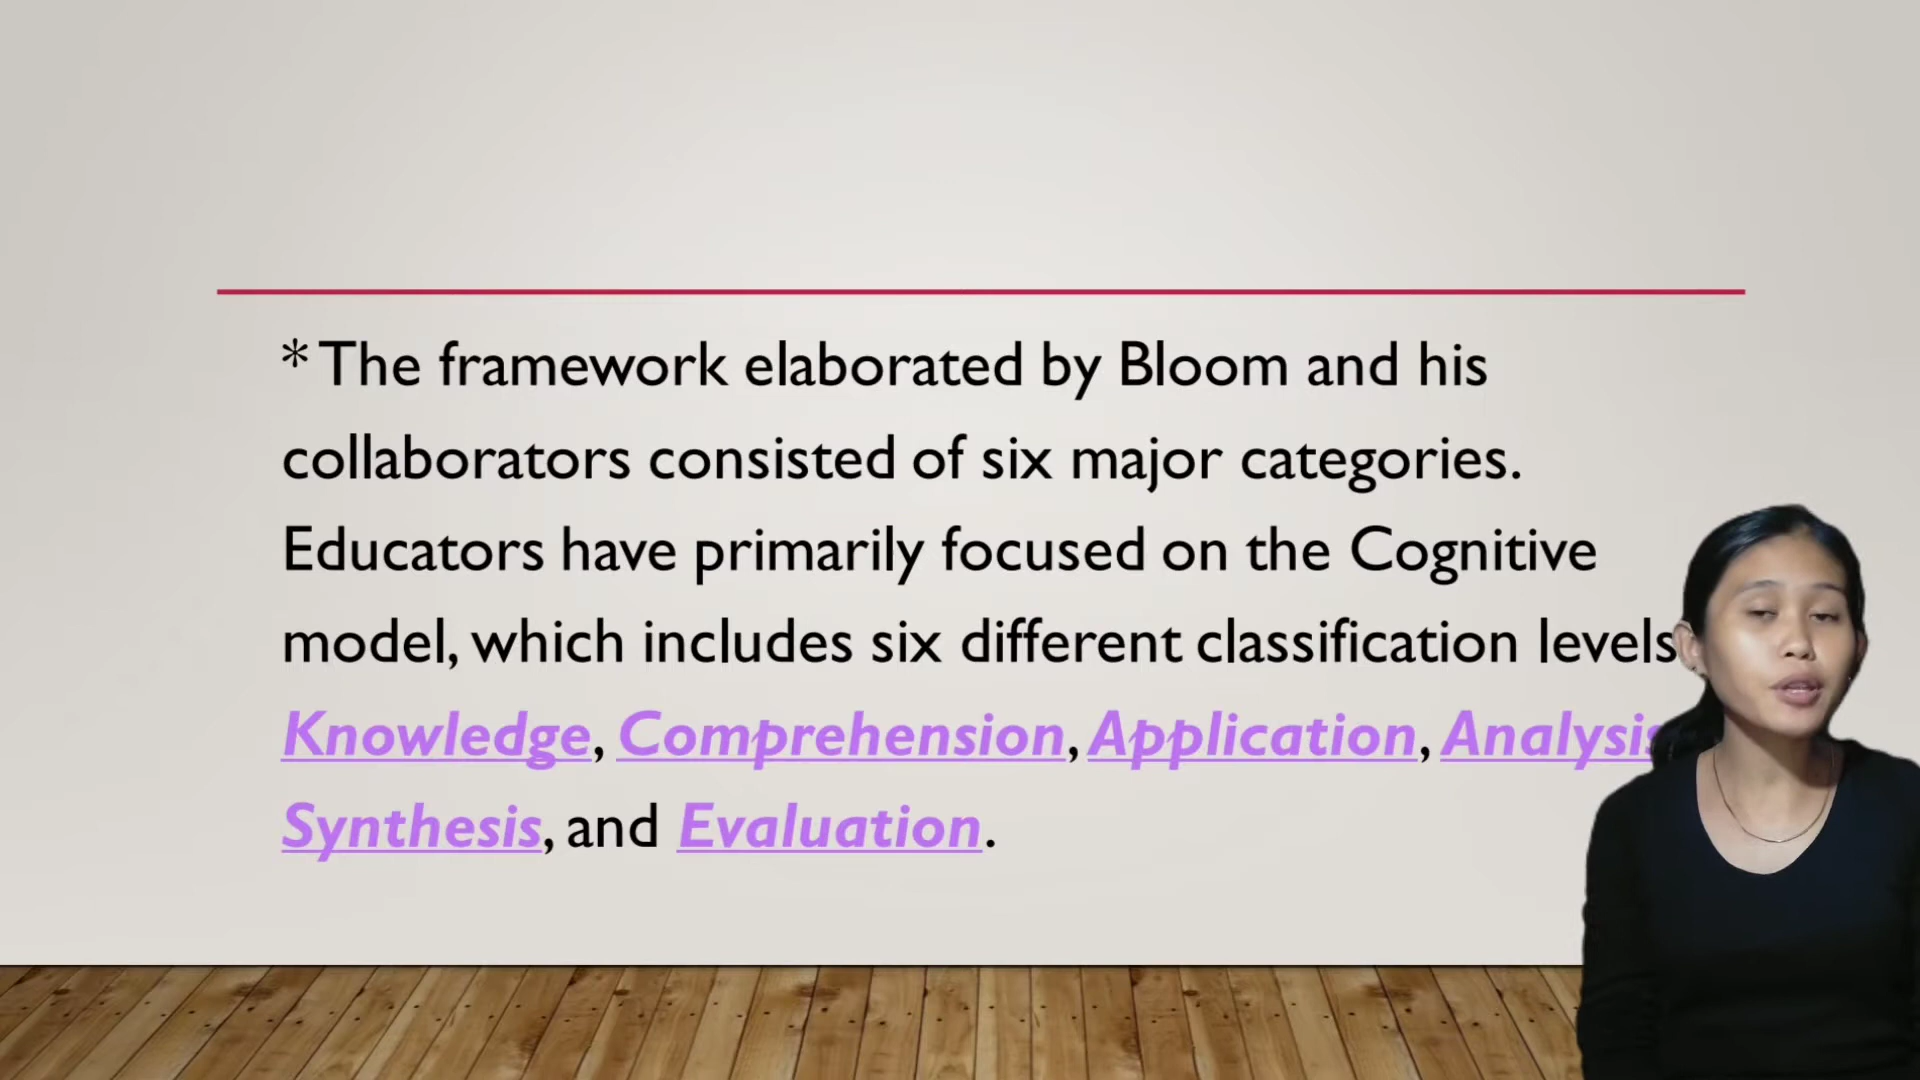 * The framework elaborated by Bloom and his
collaborators consisted of six major categories.
Educators have primarily focused on the Cognitive
model, which includes six different classification levels
Knowledge, Comprehension, Application, Analysis
Synthesis, and Evaluation.